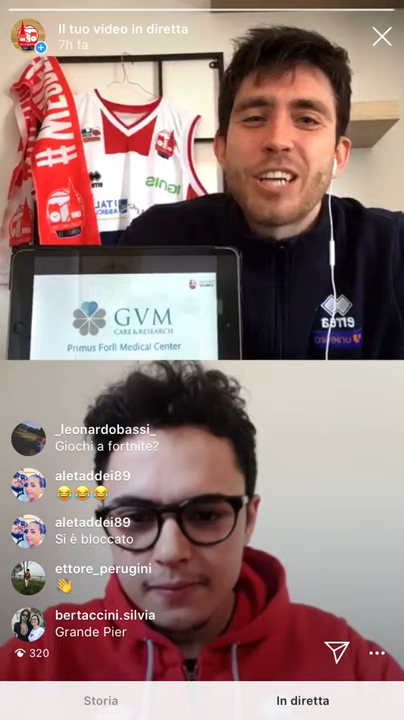 Il tuo video in diretta
7h fa
#WESC
GVM
CARE & RESEARCH
Primus Forlì Medical Center
errea
_leonardobassi_
Giochi a fortnite?
aletaddei89
😂😂😂
aletaddei89
Si è bloccato
ettore_perugini
👋
bertaccini.silvia
Grande Pier
320
Storia
In diretta